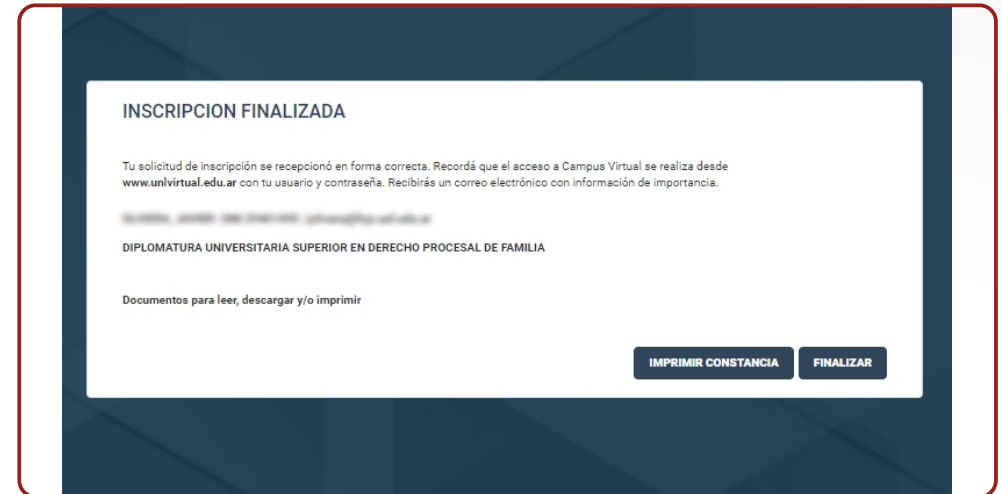 INSCRIPCION FINALIZADA
Tu solicitud de inscripción se recepcionó en forma correcta. Recordá que el acceso a Campus Virtual se realiza desde
www.unlvirtual.edu.ar con tu usuario y contraseña. Recibirás un correo electrónico con información de importancia.
DIPLOMATURA UNIVERSITARIA SUPERIOR EN DERECHO PROCESAL DE FAMILIA
Documentos para leer, descargar y/o imprimir
IMPRIMIR CONSTANCIA FINALIZAR